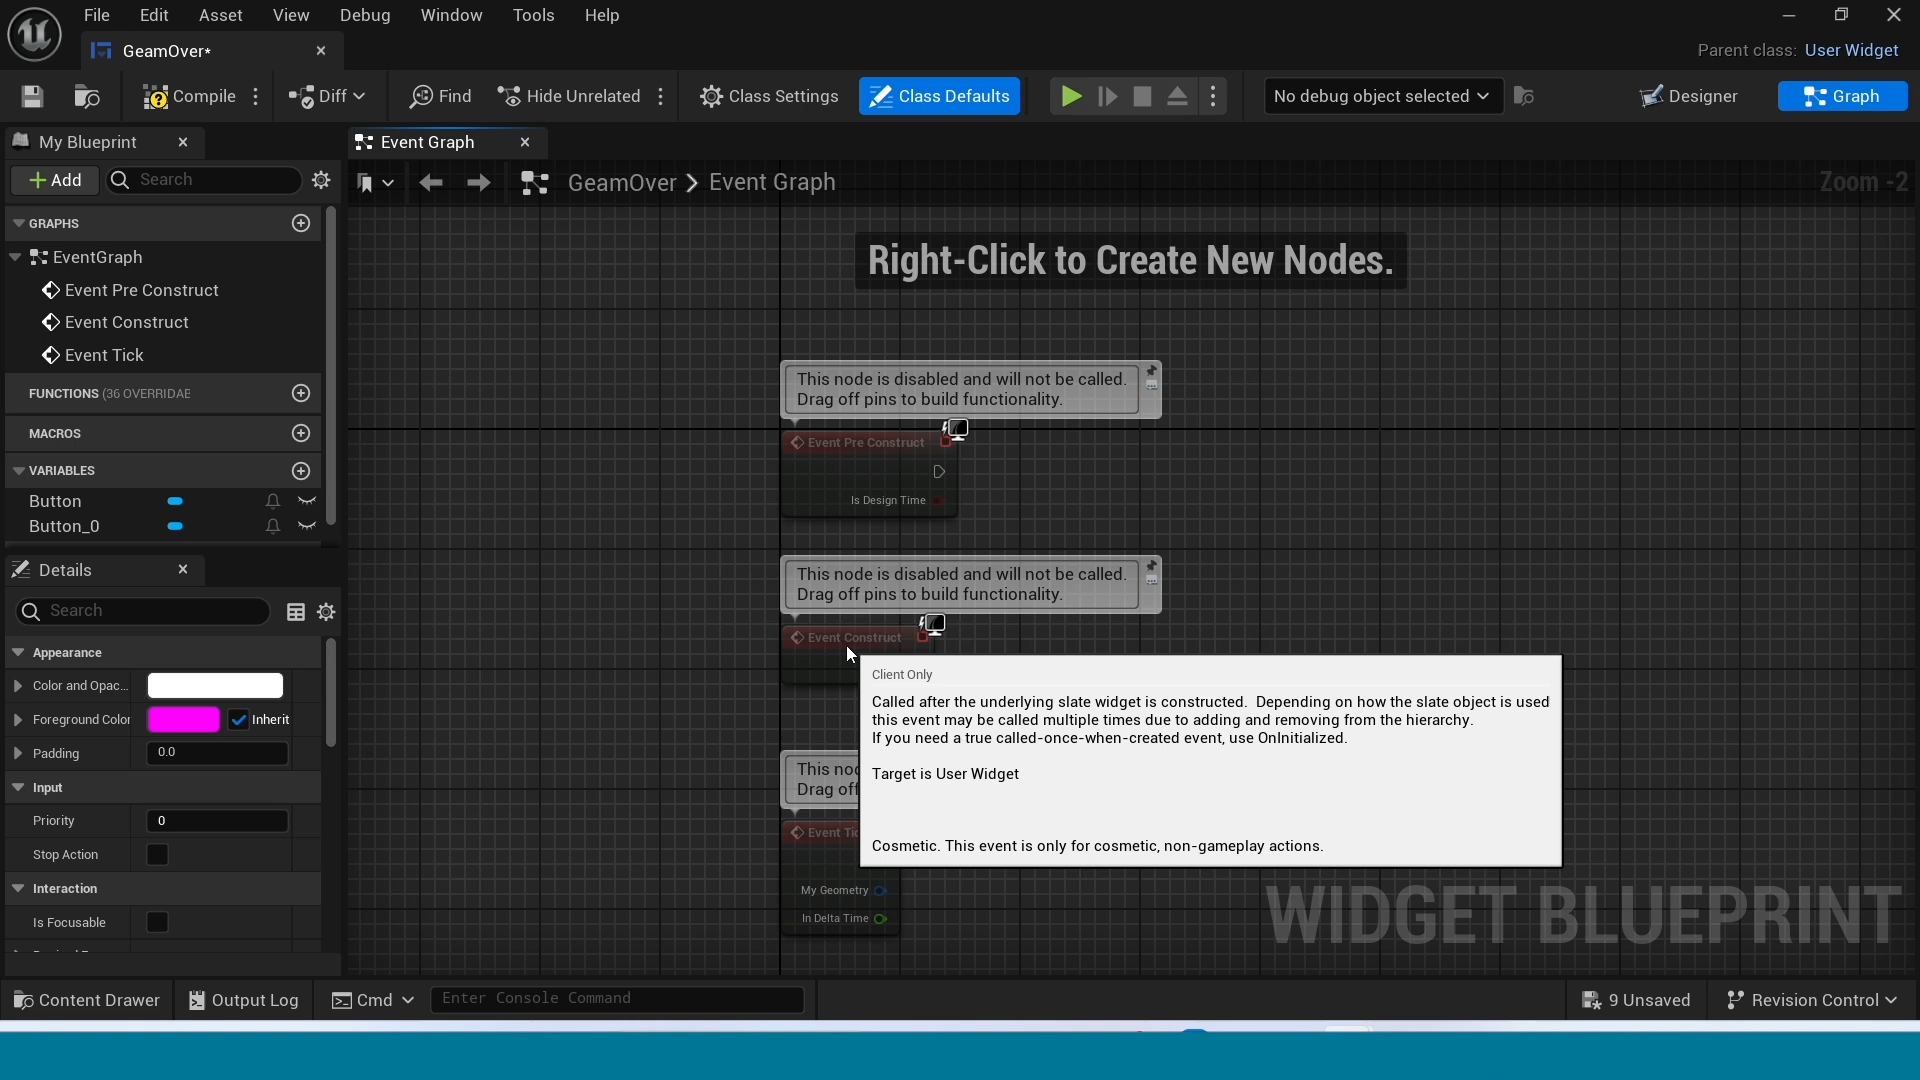 File Edit Asset View Debug Window Tools Help
GeamOver*
Parent class: User Widget
Compile Diff Find Hide Unrelated Class Settings Class Defaults No debug object selected Designer Graph
My Blueprint
Event Graph
Add Search
GeamOver > Event Graph
Zoom -2
GRAPHS
EventGraph
Event Pre Construct
Event Construct
Event Tick
FUNCTIONS (36 OVERRIDAE
MACROS
VARIABLES
Button
Button_0
Right-Click to Create New Nodes.
This node is disabled and will not be called.
Drag off pins to build functionality.
Event Pre Construct
Is Design Time
This node is disabled and will not be called.
Drag off pins to build functionality.
Event Construct
Client Only
Called after the underlying slate widget is constructed. Depending on how the slate object is used
this event may be called multiple times due to adding and removing from the hierarchy.
If you need a true called-once-when-created event, use OnInitialized.
Target is User Widget
Cosmetic. This event is only for cosmetic, non-gameplay actions.
This
Drag off
Event
My Geometry
In Delta Time
WIDGET BLUEPRINT
Details
Search
Appearance
Color and Opac...
Foreground Color Inherit
Padding 0.0
Input
Priority 0
Stop Action
Interaction
Is Focusable
Content Drawer Output Log Cmd Enter Console Command 9 Unsaved Revision Control